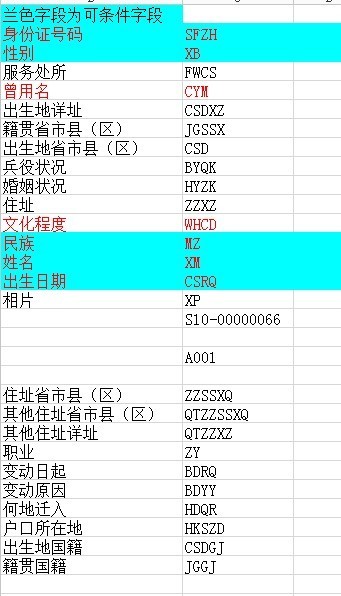 兰色字段为可条件字段
身份证号码 SFZH
性别 XB
服务处所 FWCS
曾用名 CYM
出生地详址 CSDXZ
籍贯省市县（区） JGSSX
出生地省市县（区） CSD
兵役状况 BYQK
婚姻状况 HYZK
住址 ZZXZ
文化程度 WHCD
民族 MZ
姓名 XM
出生日期 CSRQ
相片 XP
S10-00000066
A001
住址省市县（区） ZZSSXQ
其他住址省市县（区） QTZZSSXQ
其他住址详址 QTZZXZ
职业 ZY
变动日起 BDRQ
变动原因 BDYY
何地迁入 HDQR
户口所在地 HKSZD
出生地国籍 CSDGJ
籍贯国籍 JGGJ